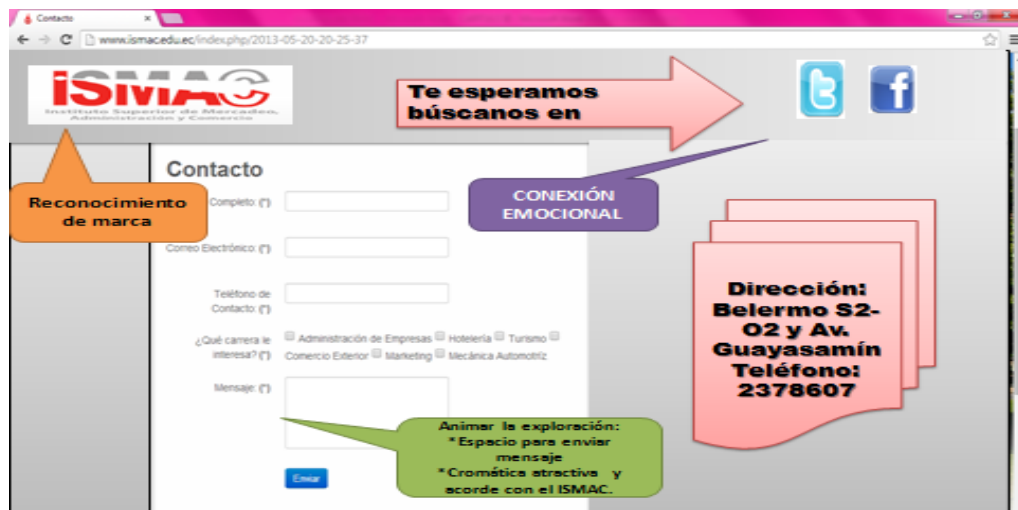 Contacto
www.ismac.edu.ec/index.php/2013-05-20-20-25-37
ISMAC
Instituto Superior de Mercadeo,
Administración y Comercio
Te esperamos
búscanos en
Reconocimiento
de marca
Contacto
Completo: (*)
CONEXIÓN
EMOCIONAL
Correo Electrónico: (*)
Teléfono de
Contacto: (*)
¿Qué carrera le
interesa? (*)
Administración de Empresas Hotelería Turismo
Comercio Exterior Marketing Mecánica Automotríz
Mensaje: (*)
Enviar
Animar la exploración:
*Espacio para enviar
mensaje
*Cromática atractiva y
acorde con el ISMAC.
Dirección:
Belermo S2-
O2 y Av.
Guayasamín
Teléfono:
2378607